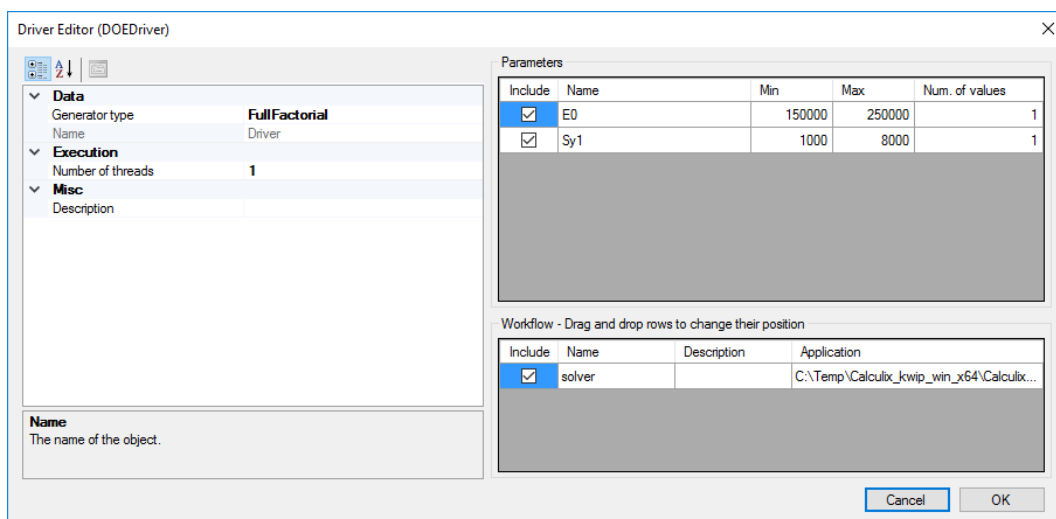 Driver Editor (DOEDriver)
Data
Generator type FullFactorial
Name Driver
Execution
Number of threads 1
Misc
Description
Name
The name of the object.
Parameters
Include Name Min Max Num. of values
E0 150000 250000 1
Sy1 1000 8000 1
Workflow - Drag and drop rows to change their position
Include Name Description Application
solver C:\Temp\Calculix_kwip_win_x64\Calculix...
Cancel OK